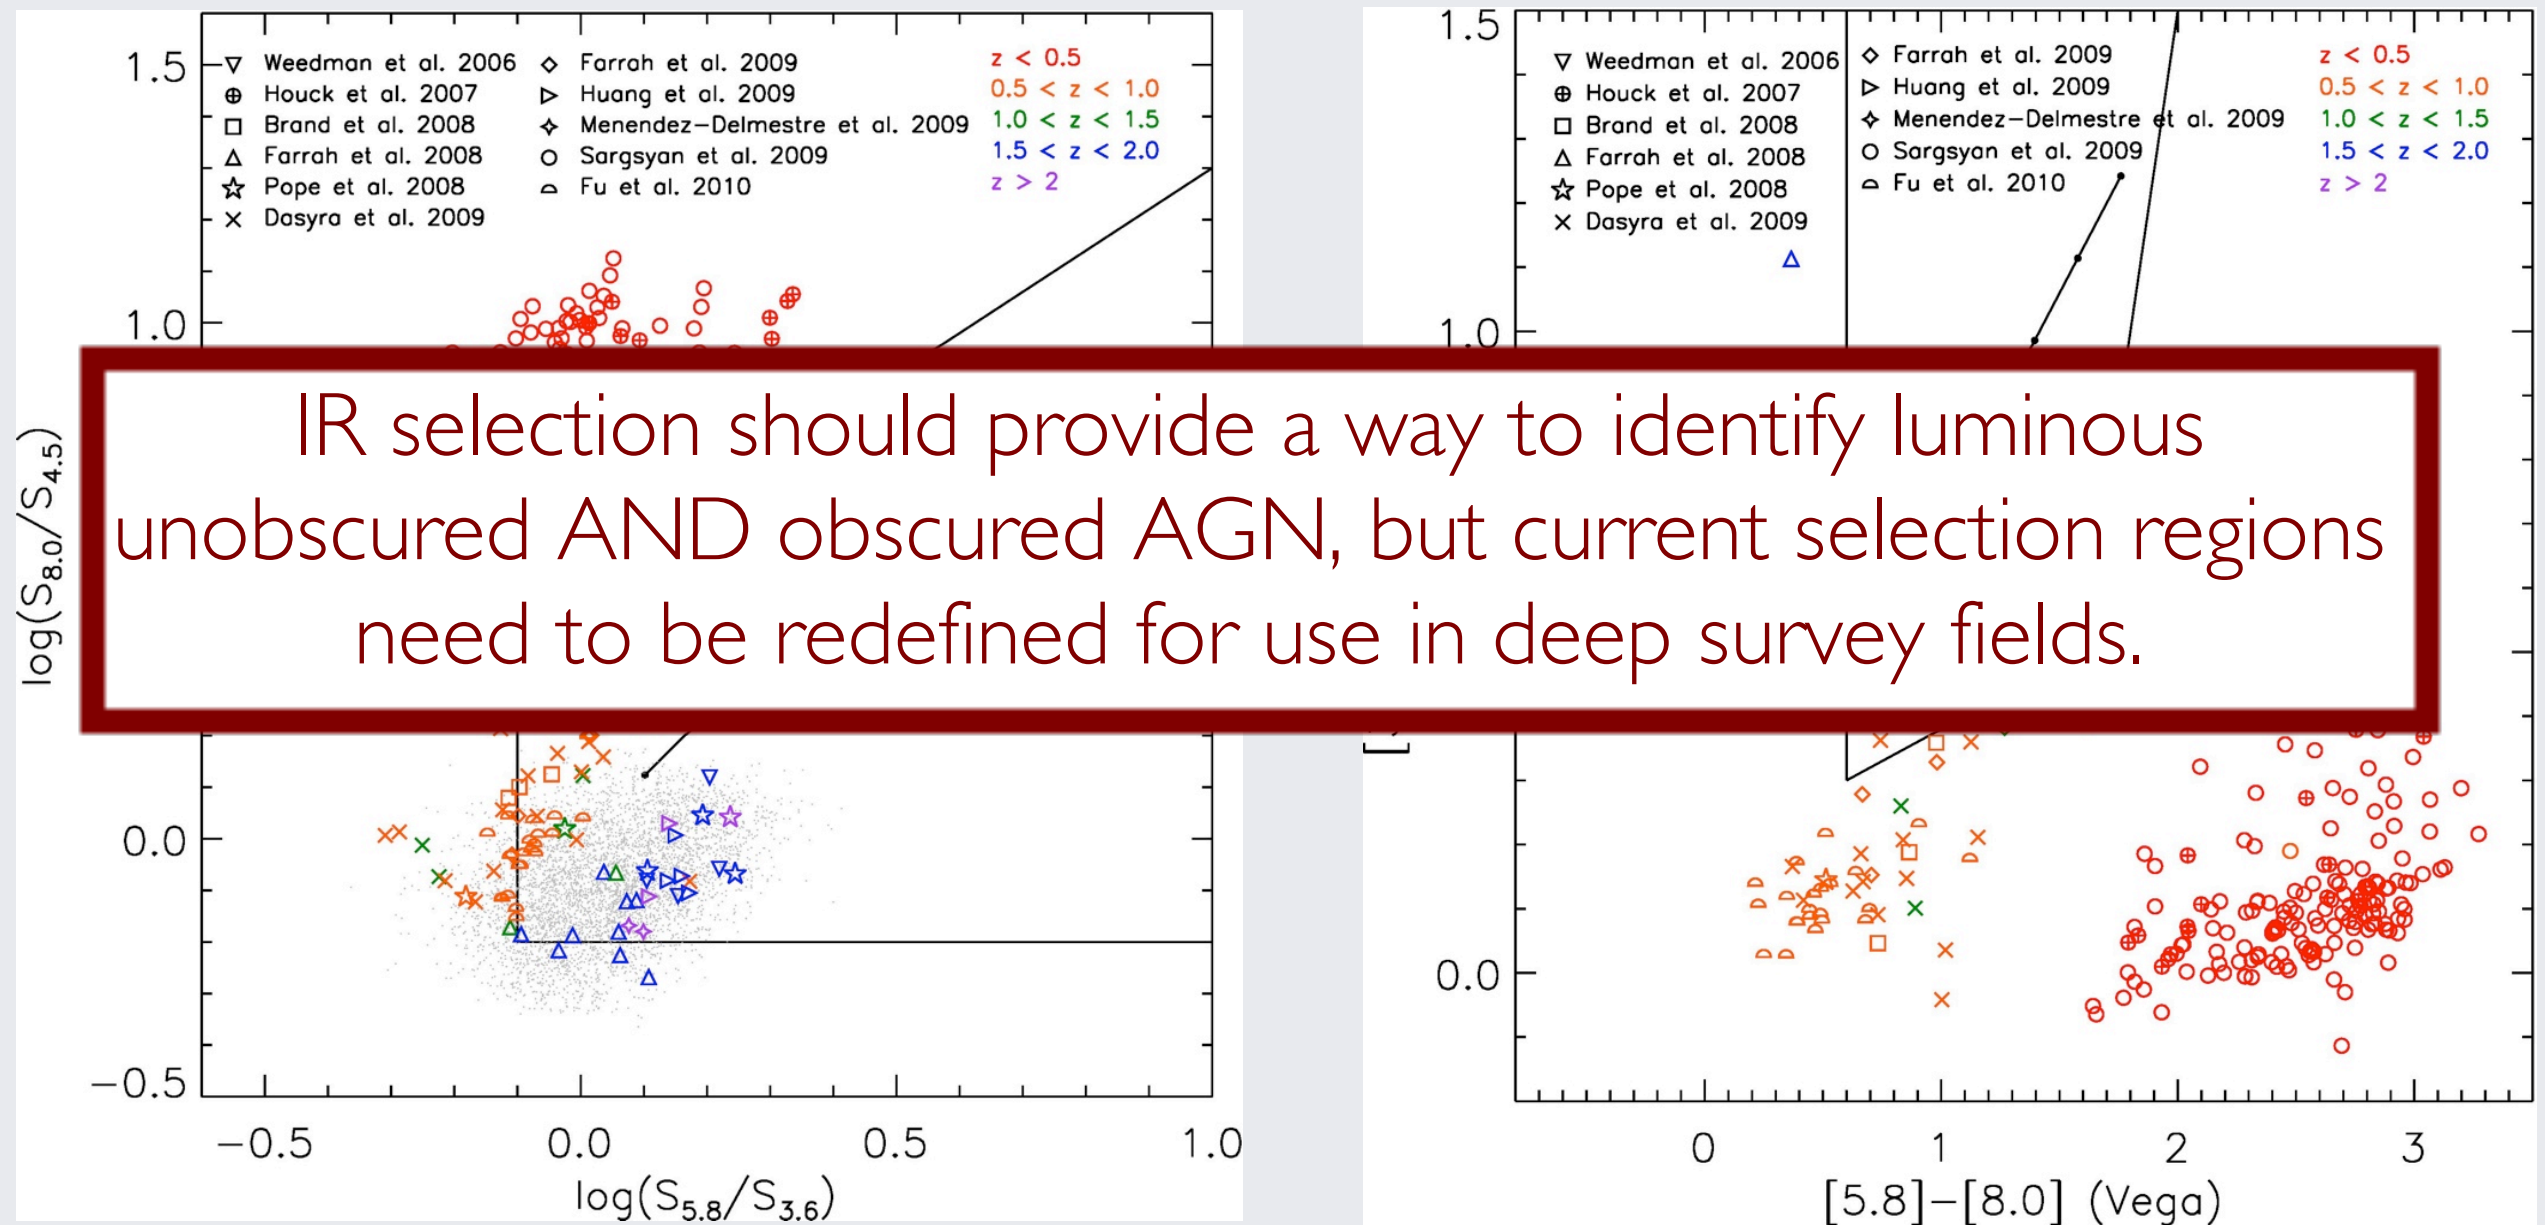 1.5
▽ Weedman et al. 2006
⊕ Houck et al. 2007
□ Brand et al. 2008
△ Farrah et al. 2008
☆ Pope et al. 2008
× Dasyra et al. 2009
◇ Farrah et al. 2009
▷ Huang et al. 2009
✧ Menendez–Delmestre et al. 2009
○ Sargsyan et al. 2009
⌓ Fu et al. 2010
z < 0.5
0.5 < z < 1.0
1.0 < z < 1.5
1.5 < z < 2.0
z > 2
1.0
0.0
−0.5
log(S8.0/S4.5)
−0.5 0.0 0.5 1.0
log(S5.8/S3.6)
IR selection should provide a way to identify luminous
unobscured AND obscured AGN, but current selection regions
need to be redefined for use in deep survey fields.
1.5
▽ Weedman et al. 2006
⊕ Houck et al. 2007
□ Brand et al. 2008
△ Farrah et al. 2008
☆ Pope et al. 2008
× Dasyra et al. 2009
◇ Farrah et al. 2009
▷ Huang et al. 2009
✧ Menendez–Delmestre et al. 2009
○ Sargsyan et al. 2009
⌓ Fu et al. 2010
z < 0.5
0.5 < z < 1.0
1.0 < z < 1.5
1.5 < z < 2.0
z > 2
1.0
0.0
0 1 2 3
[5.8]−[8.0] (Vega)